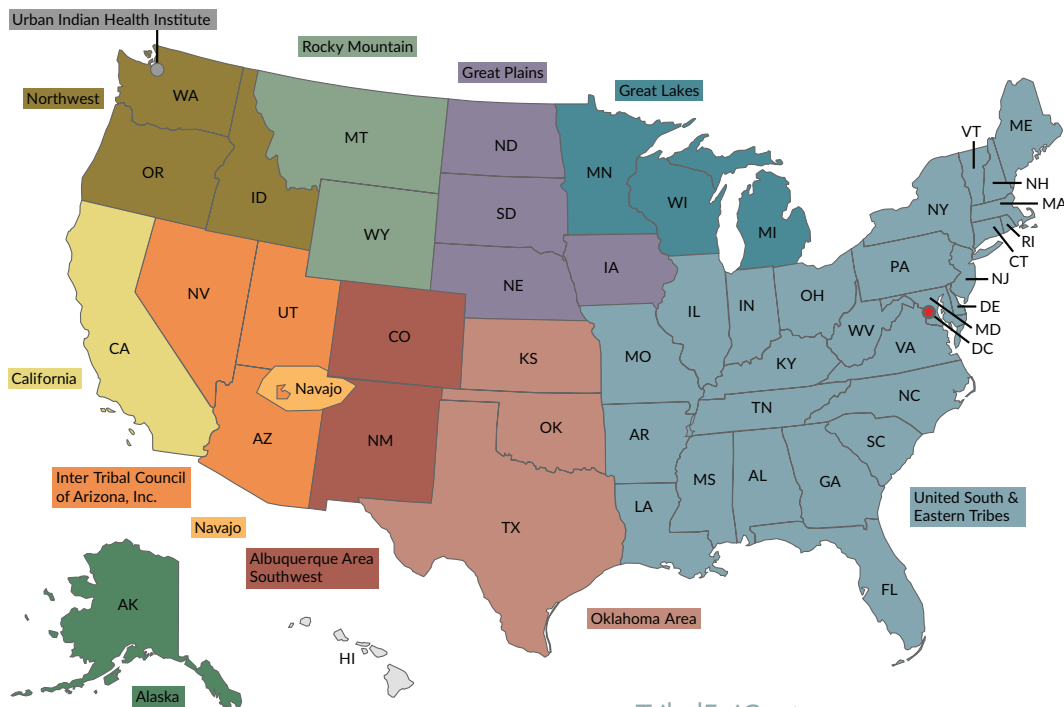 Urban Indian Health Institute
Rocky Mountain
Great Plains
Great Lakes
Northwest
WA
MT
ND
MN
ME
VT
OR
ID
SD
WI
MI
NY
NH
MA
RI
CT
WY
NE
IA
PA
NJ
NV
UT
CO
IL
IN
OH
WV
DE
MD
DC
CA
KS
MO
KY
VA
California
Navajo
AZ
NM
OK
AR
TN
NC
SC
Inter Tribal Council
of Arizona, Inc.
Navajo
TX
LA
MS
AL
GA
United South &
Eastern Tribes
Albuquerque Area
Southwest
FL
AK
Oklahoma Area
HI
Alaska